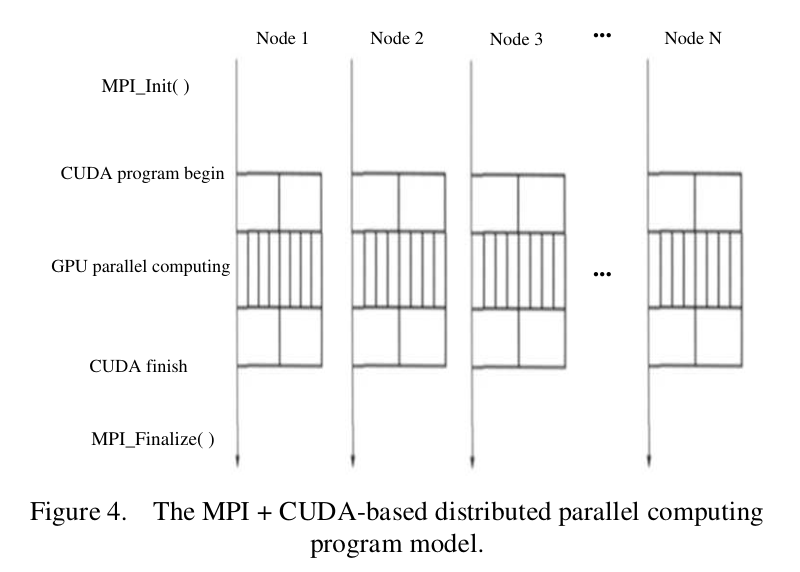 Node 1 Node 2 Node 3 ... Node N
MPI_Init( )
CUDA program begin
GPU parallel computing ...
CUDA finish
MPI_Finalize( )
Figure 4. The MPI + CUDA-based distributed parallel computing
program model.